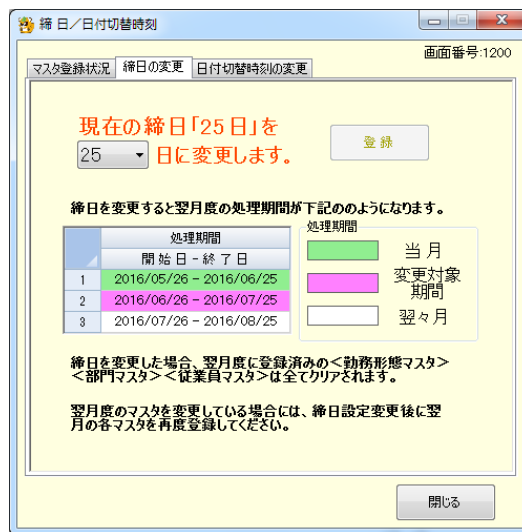 締 日／日付切替時刻
画面番号:1200
マスタ登録状況 締日の変更 日付切替時刻の変更
現在の締日「25日」を
25 日に変更します。
登 録
締日を変更すると翌月度の処理期間が下記ののようになります。
処理期間
開 始 日 - 終 了 日
1 2016/05/26 - 2016/06/25
2 2016/06/26 - 2016/07/25
3 2016/07/26 - 2016/08/25
処理期間
当 月
変更対象
期間
翌々月
締日を変更した場合、翌月度に登録済みの＜勤務形態マスタ＞
＜部門マスタ＞＜従業員マスタ＞は全てクリアされます。
翌月度のマスタを変更している場合には、締日設定変更後に翌
月の各マスタを再度登録してください。
閉じる